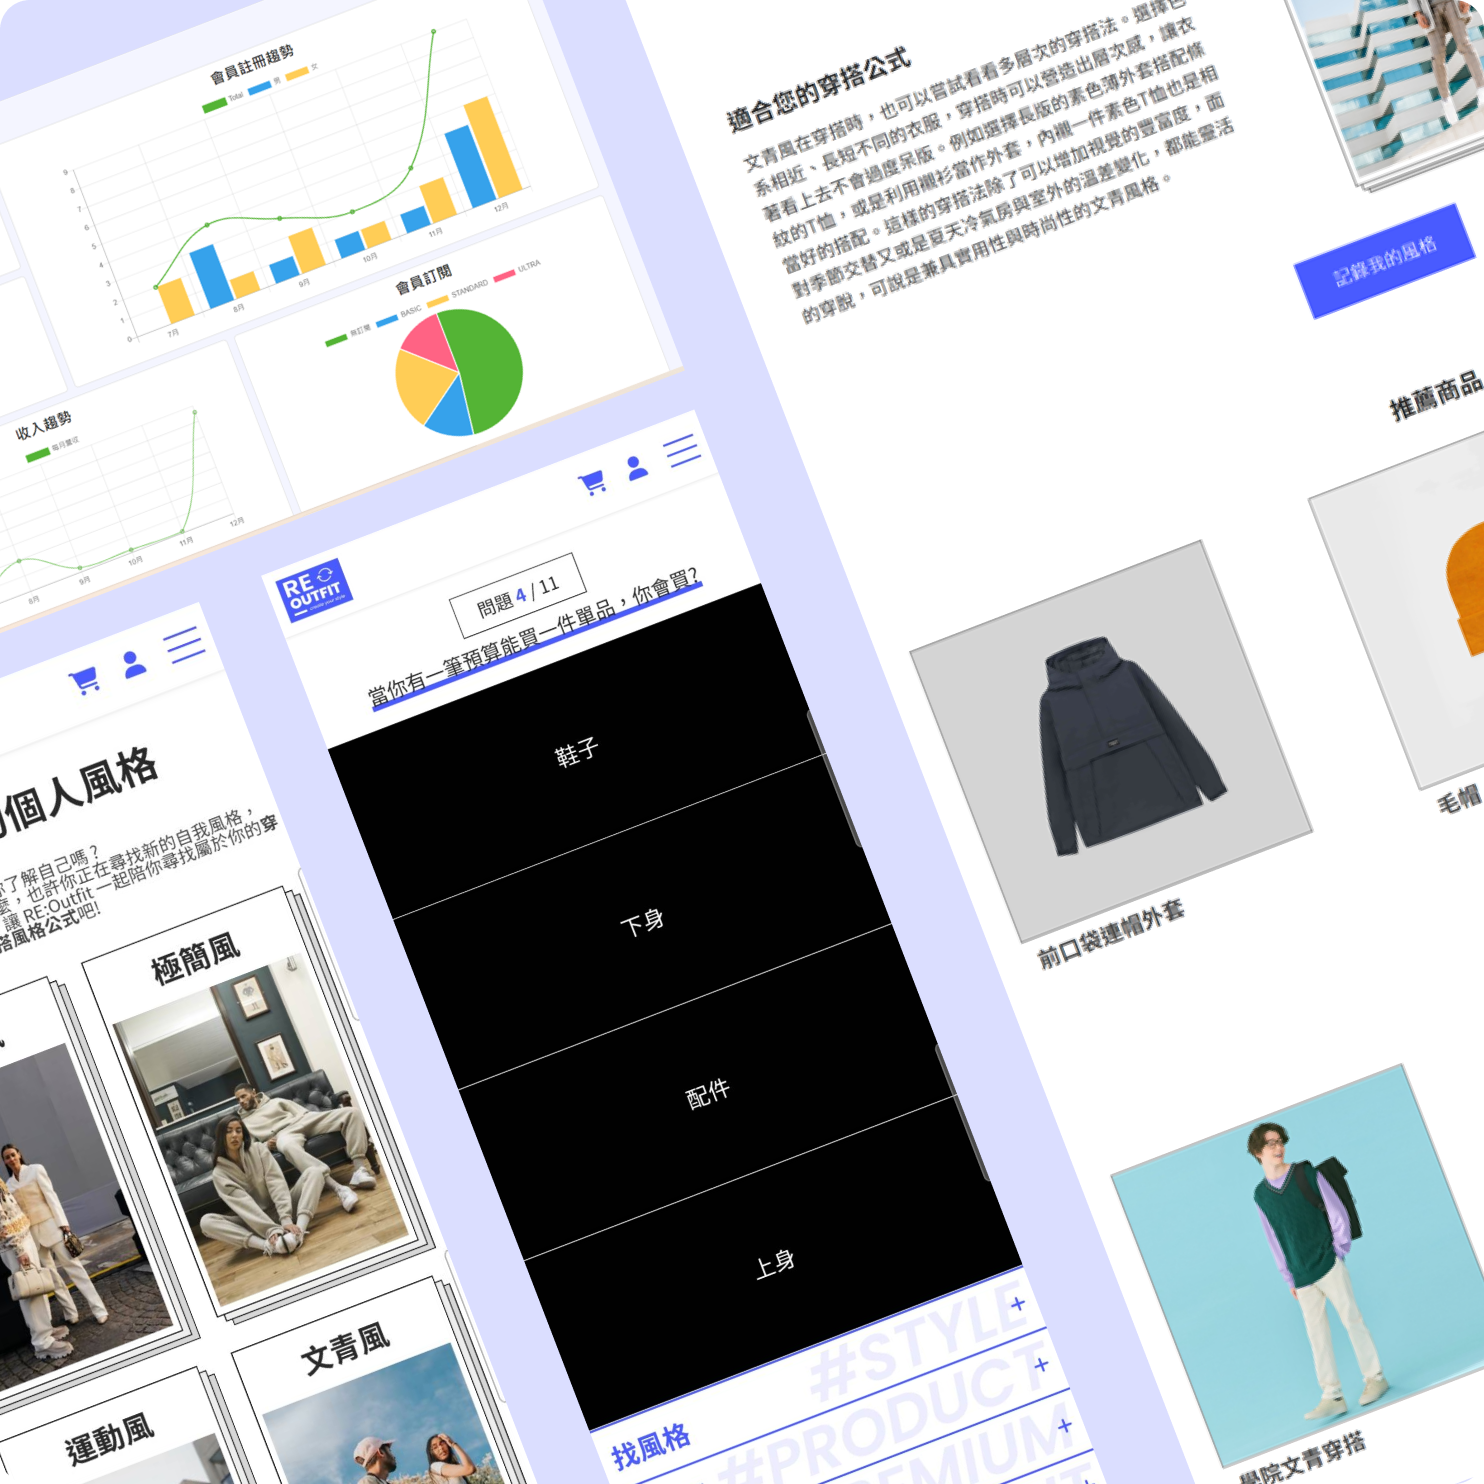 會員註冊趨勢
Total 男 女
9
8
7
6
5
4
3
2
1
0
7月
8月
9月
10月
11月
12月
會員訂閱
無訂閱 BASIC STANDARD ULTRA
收入趨勢
每月營收
8月
9月
10月
11月
12月
個人風格
了解自己嗎？
，也許你正在尋找新的自我風格，
讓 RE:Outfit 一起陪你尋找屬於你的穿
搭風格公式吧!
極簡風
運動風
文青風
RE
OUTFIT
create your style
問題 4 / 11
當你有一筆預算能買一件單品，你會買?
鞋子
下身
配件
上身
#STYLE
+
找風格
#PRODUCT
+
EMIUM
+
適合您的穿搭公式
文青風在穿搭時，也可以嘗試看看多層次的穿搭法。選擇色
系相近、長短不同的衣服，穿搭時可以營造出層次感，讓衣
著看上去不會過度呆版。例如選擇長版的素色薄外套搭配條
紋的T恤，或是利用襯衫當作外套，內襯一件素色T恤也是相
當好的搭配。這樣的穿搭法除了可以增加視覺的豐富度，面
對季節交替又或是夏天冷氣房與室外的溫差變化，都能靈活
的穿脫，可說是兼具實用性與時尚性的文青風格。
記錄我的風格
推薦商品
前口袋連帽外套
毛帽
學院文青穿搭